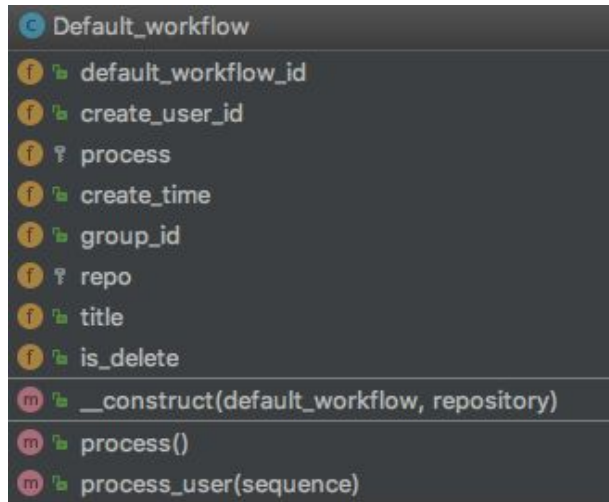 C Default_workflow
f default_workflow_id
f create_user_id
f process
f create_time
f group_id
f repo
f title
f is_delete
m __construct(default_workflow, repository)
m process()
m process_user(sequence)